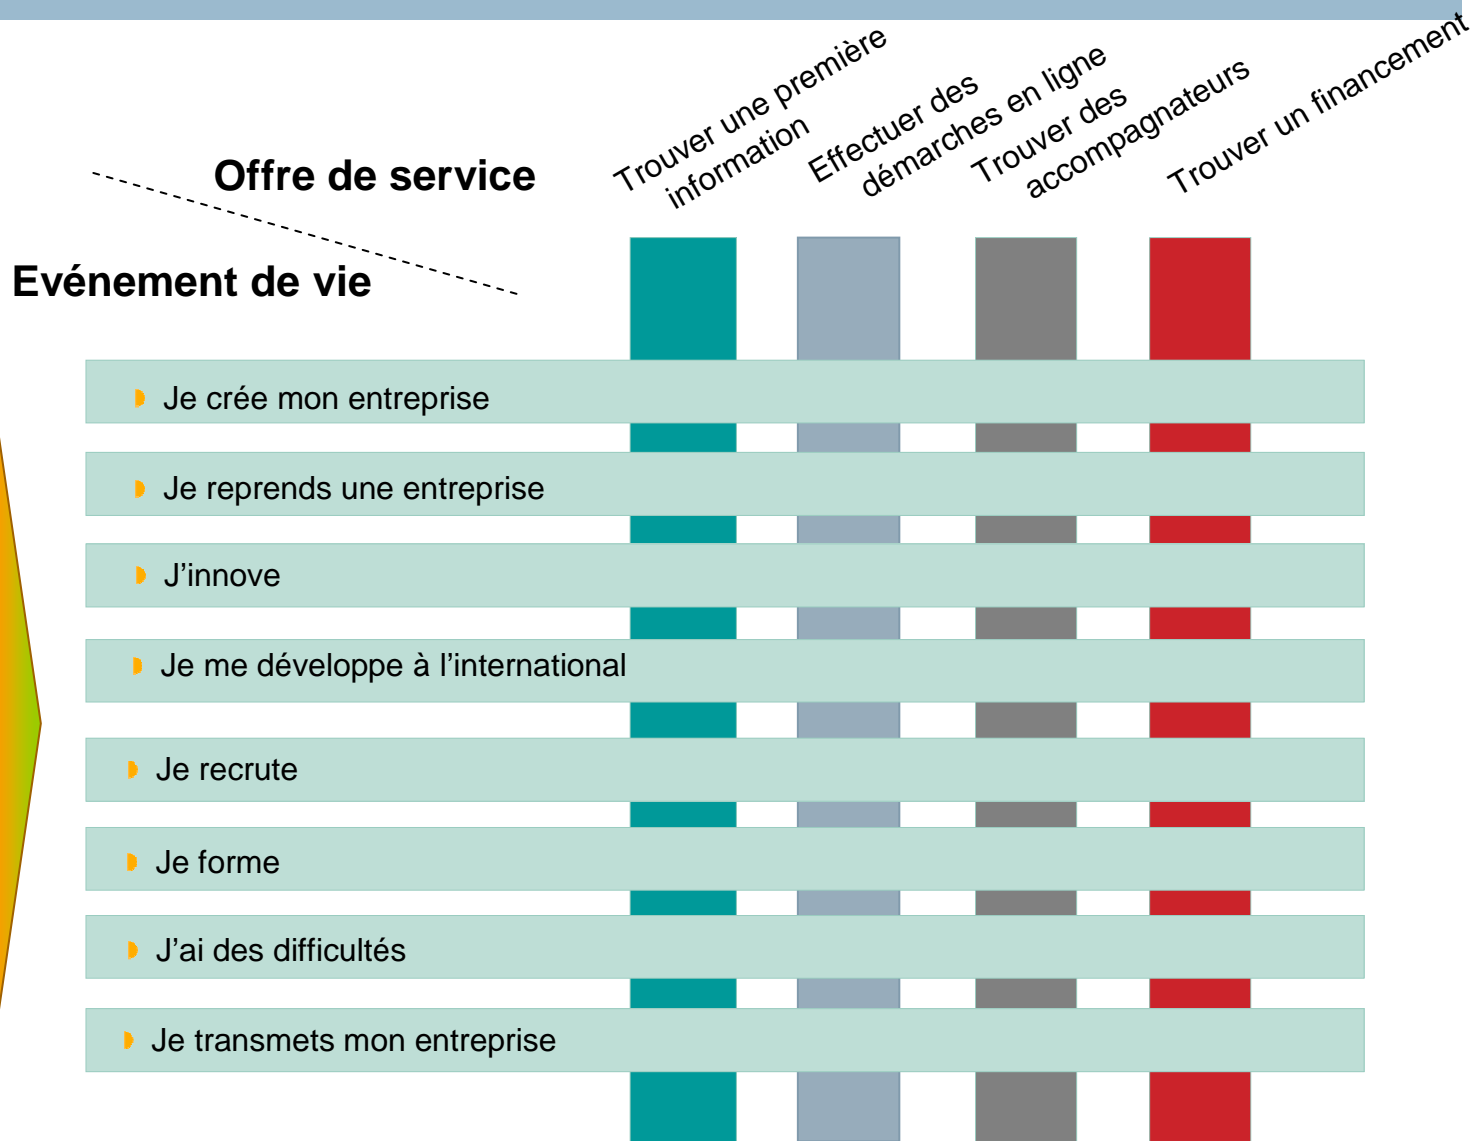 Trouver une première
information
Effectuer des
démarches en ligne
Trouver des
accompagnateurs
Trouver un financement
Offre de service
Evénement de vie
Je crée mon entreprise
Je reprends une entreprise
J’innove
Je me développe à l’international
Je recrute
Je forme
J’ai des difficultés
Je transmets mon entreprise